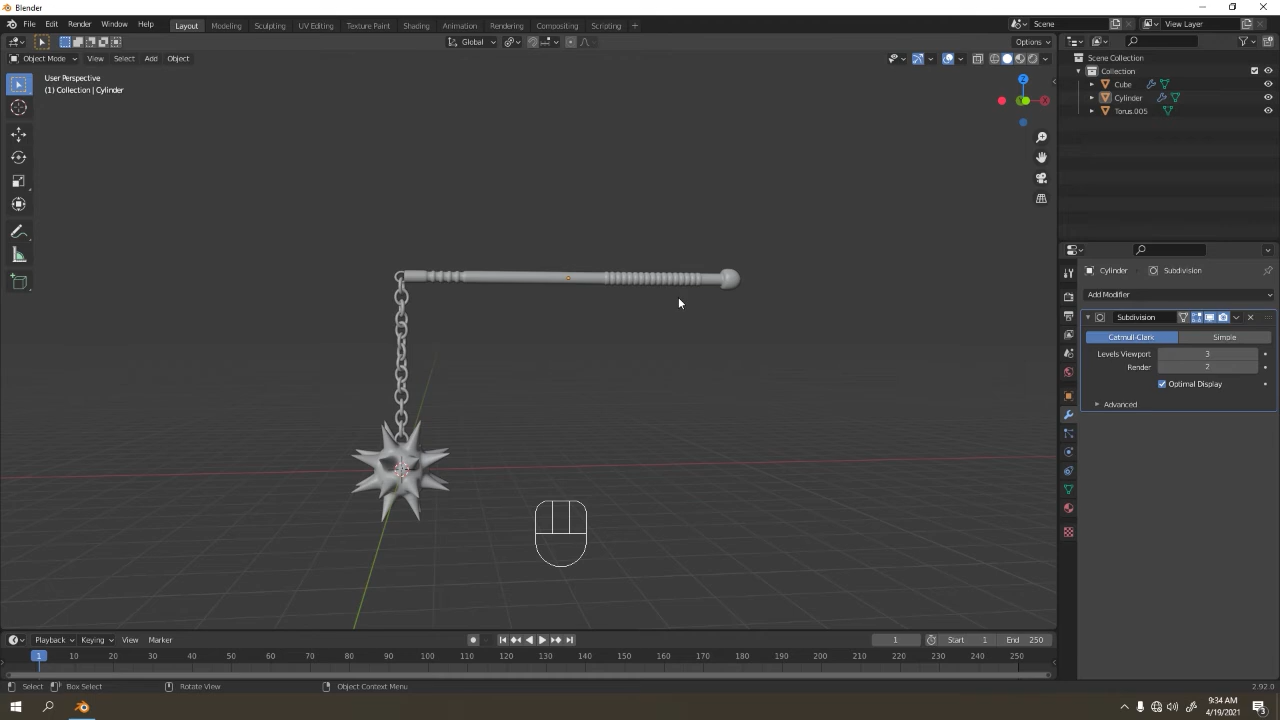 Blender
File Edit Render Window Help Layout Modeling Sculpting UV Editing Texture Paint Shading Animation Rendering Compositing Scripting + Scene View Layer
Global Options
Object Mode View Select Add Object
User Perspective
(1) Collection | Cylinder
Z
X
Y
Scene Collection
Collection
Cube
Cylinder
Torus.005
Cylinder > Subdivision
Add Modifier
Subdivision
Catmull-Clark Simple
Levels Viewport 3
Render 2
Optimal Display
Advanced
Playback Keying View Marker 1 Start 1 End 250
1 10 20 30 40 50 60 70 80 90 100 110 120 130 140 150 160 170 180 190 200 210 220 230 240 250
Select Box Select Rotate View Object Context Menu 2.92.0
9:34 AM
4/19/2021
3